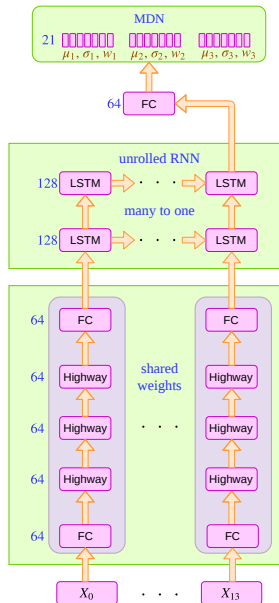 MDN
21
μ₁, σ₁, w₁ μ₂, σ₂, w₂ μ₃, σ₃, w₃
64 FC
unrolled RNN
128 LSTM · · · LSTM
many to one
128 LSTM · · · LSTM
64 FC FC
shared
weights
64 Highway Highway
64 Highway · · · Highway
64 Highway Highway
64 FC FC
X₀ · · · X₁₃